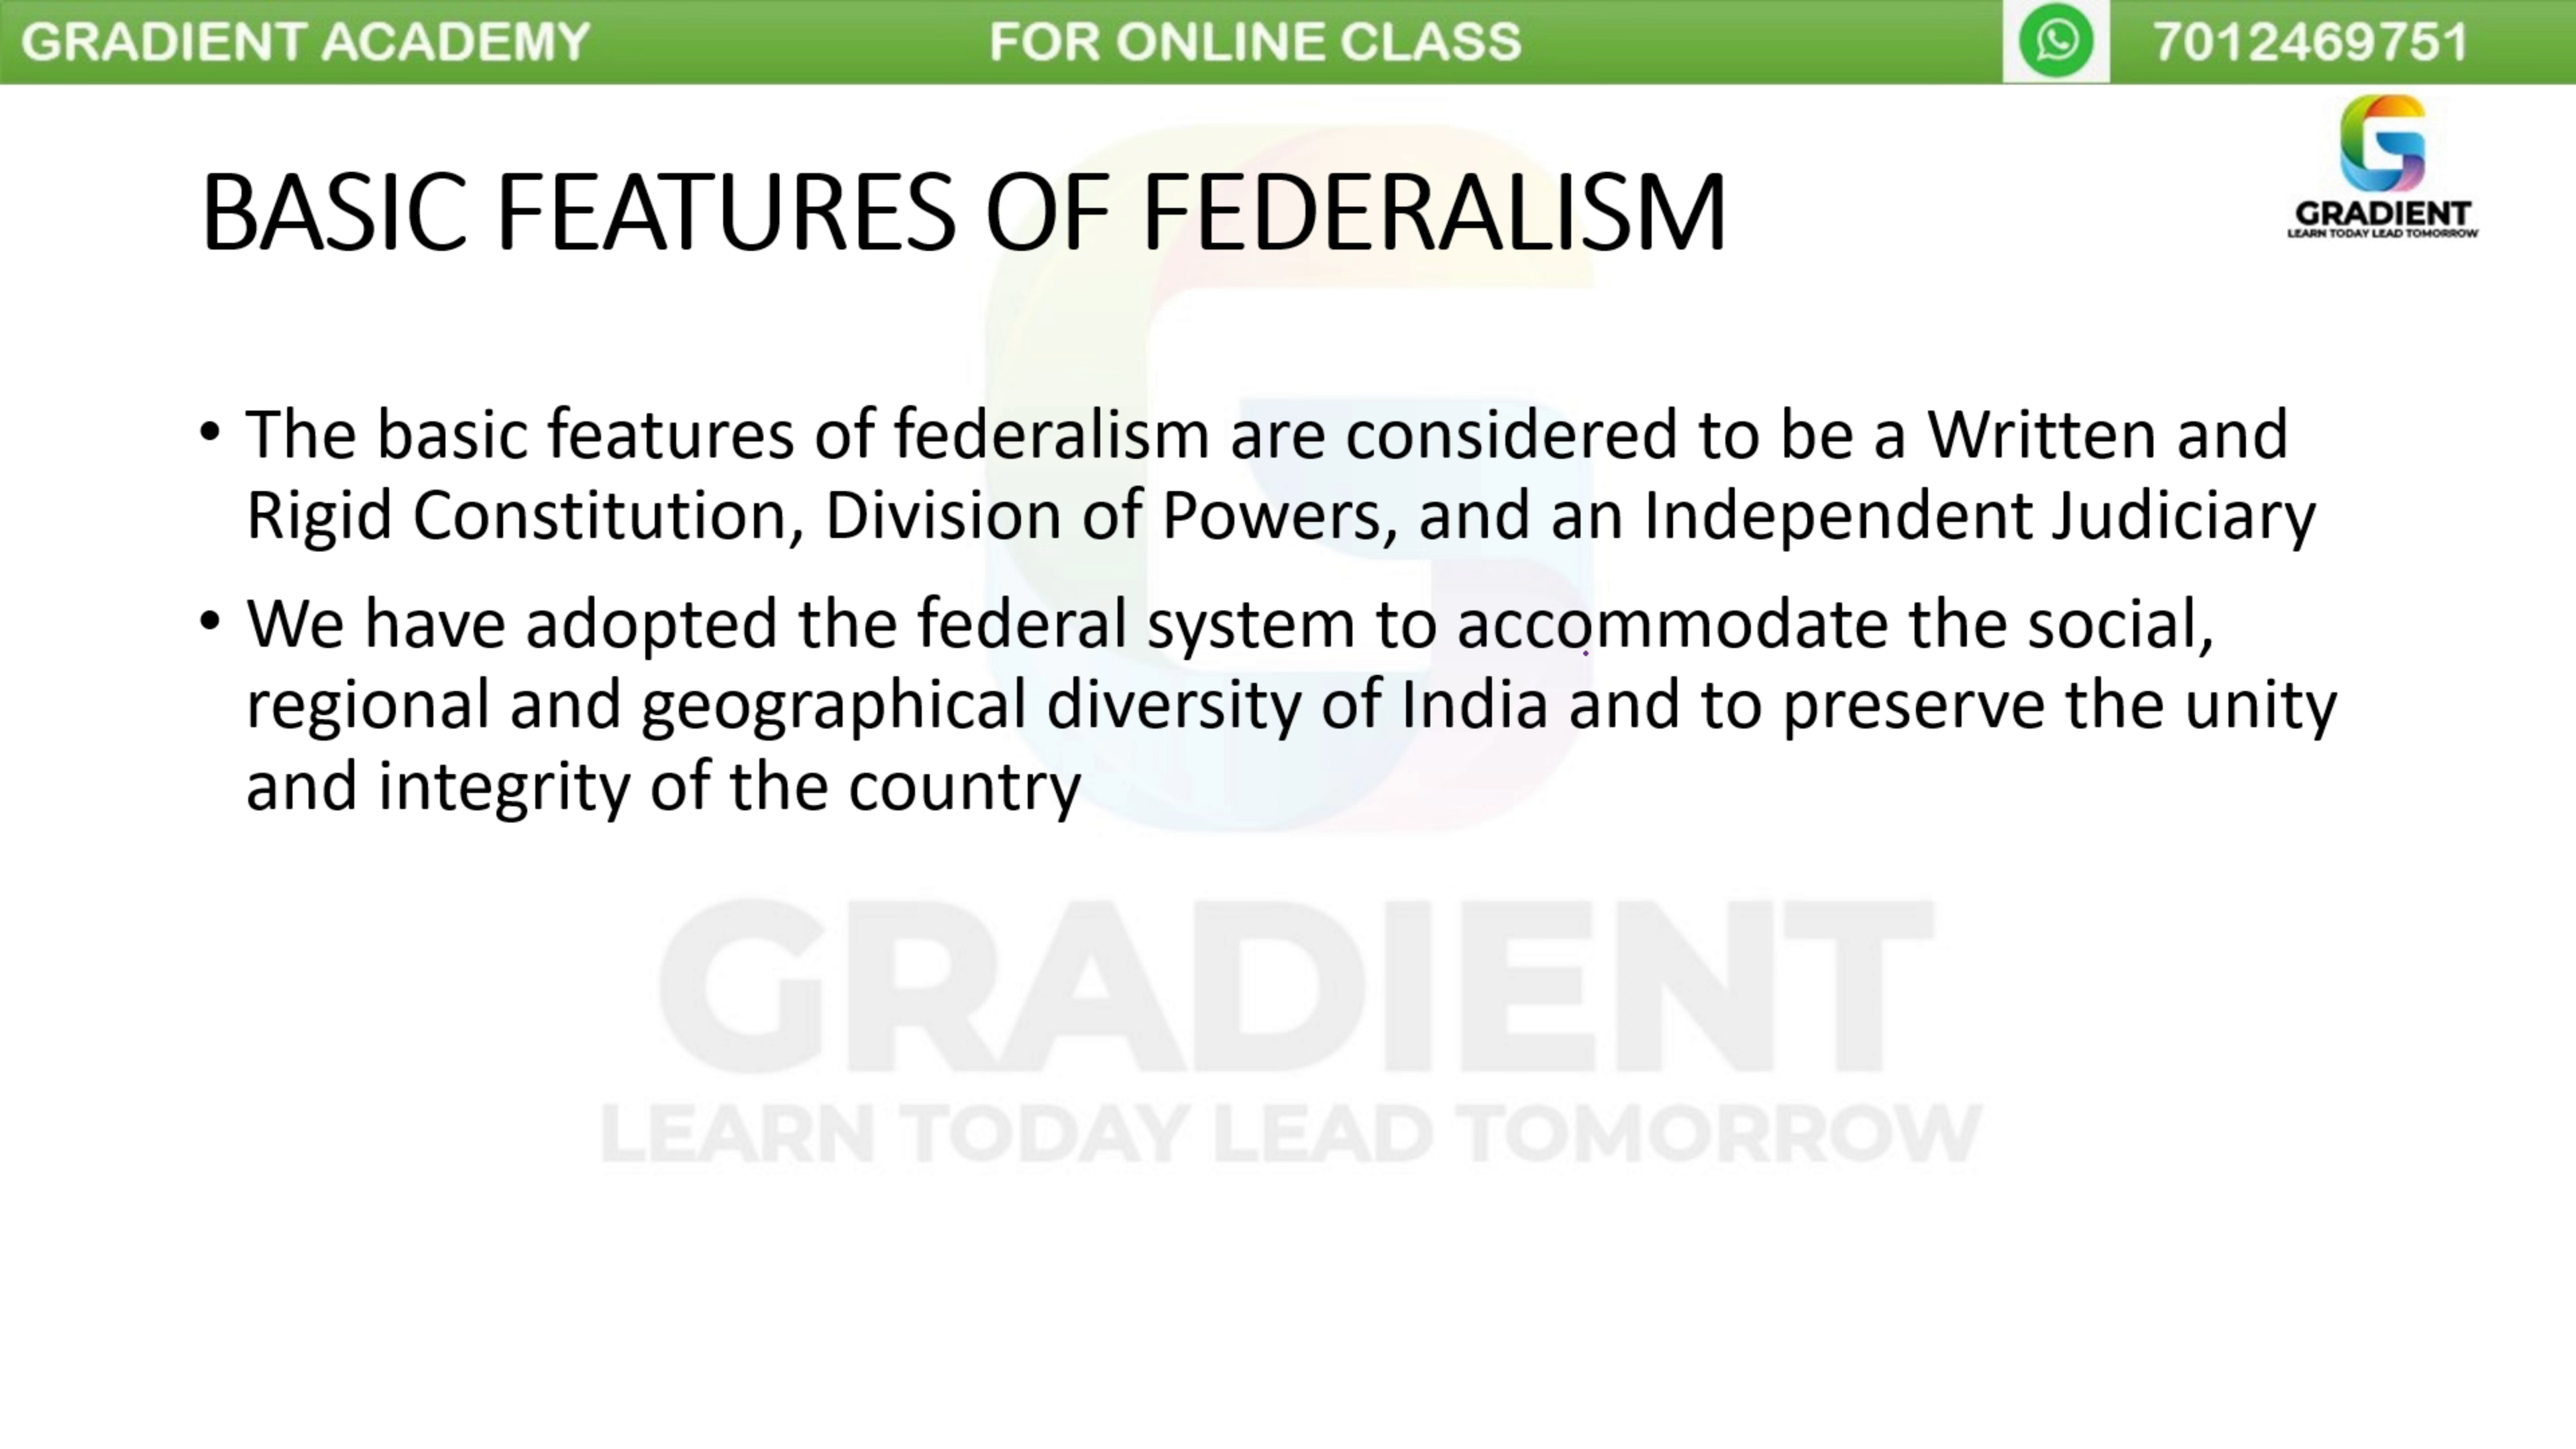 GRADIENT ACADEMY FOR ONLINE CLASS 7012469751
GRADIENT
LEARN TODAY LEAD TOMORROW
BASIC FEATURES OF FEDERALISM
• The basic features of federalism are considered to be a Written and
Rigid Constitution, Division of Powers, and an Independent Judiciary
• We have adopted the federal system to accommodate the social,
regional and geographical diversity of India and to preserve the unity
and integrity of the country
GRADIENT
LEARN TODAY LEAD TOMORROW